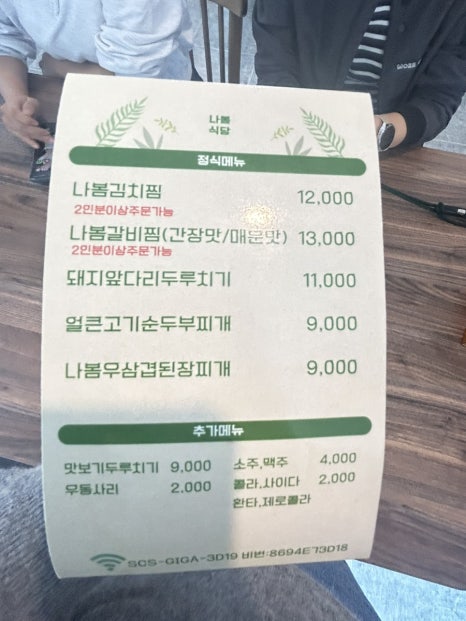 나봄
식당
정식메뉴
나봄김치찜 12,000
2인분이상주문가능
나봄갈비찜(간장맛/매운맛) 13,000
2인분이상주문가능
돼지앞다리두루치기 11,000
얼큰고기순두부찌개 9,000
나봄우삼겹된장찌개 9,000
추가메뉴
맛보기두루치기 9,000 소주,맥주 4,000
우동사리 2.000 콜라,사이다 2,000
환타,제로콜라
SCS-GIGA-3D19 비번:8694E73D18